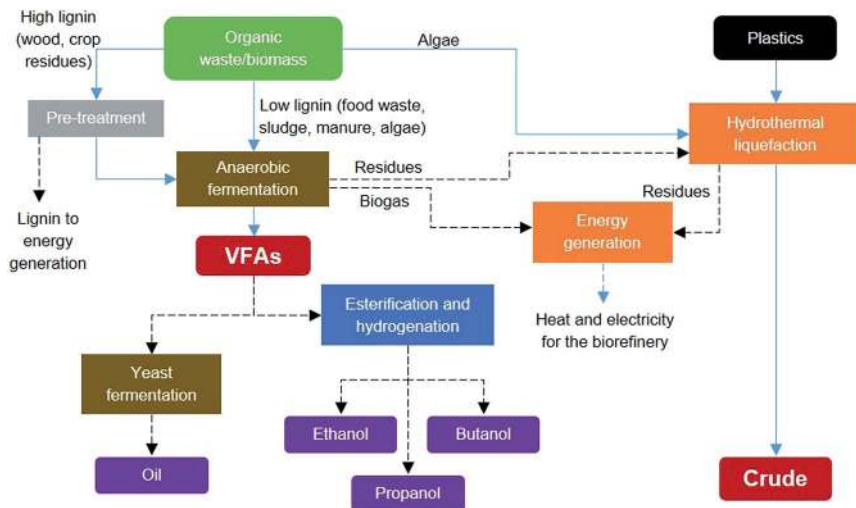 High lignin
(wood, crop
residues)
Organic
waste/biomass
Algae
Plastics
Pre-treatment
Low lignin (food waste,
sludge, manure, algae)
Hydrothermal
liquefaction
Anaerobic
fermentation
Residues
Biogas
Residues
Lignin to
energy
generation
Energy
generation
VFAs
Esterification and
hydrogenation
Heat and electricity
for the biorefinery
Yeast
fermentation
Ethanol
Butanol
Oil
Propanol
Crude